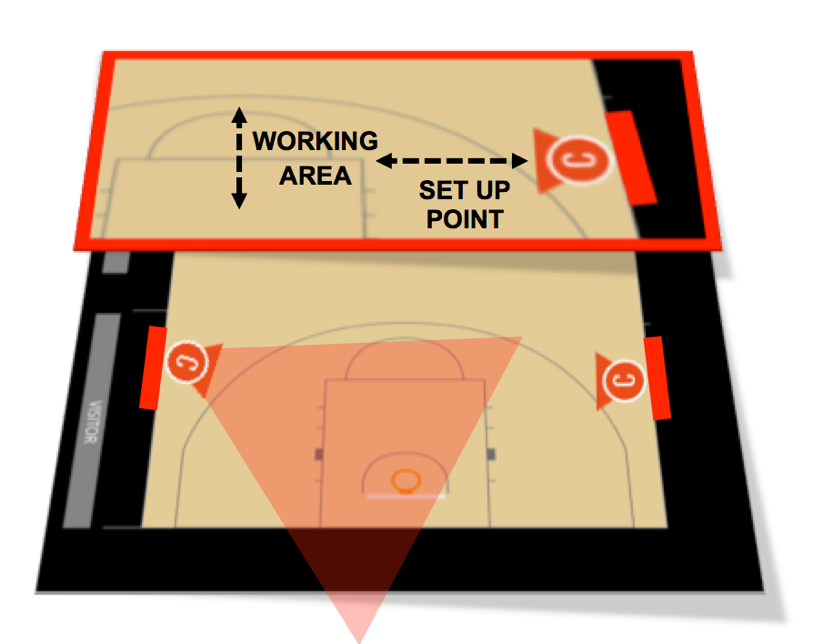 WORKING
AREA
C
SET UP
POINT
C
C
VISITOR